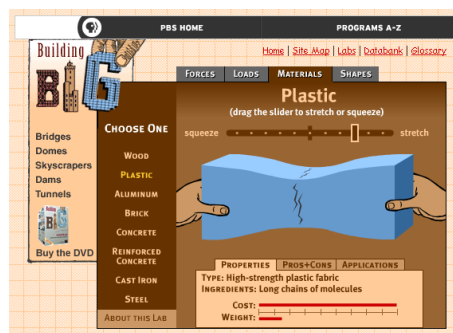 PBS HOME
PROGRAMS A-Z
Building
BIG
Home | Site Map | Labs | Databank | Glossary
FORCES LOADS MATERIALS SHAPES
Plastic
(drag the slider to stretch or squeeze)
squeeze stretch
CHOOSE ONE
WOOD
PLASTIC
ALUMINUM
BRICK
CONCRETE
REINFORCED
CONCRETE
CAST IRON
STEEL
ABOUT THIS LAB
Bridges
Domes
Skyscrapers
Dams
Tunnels
Buy the DVD
PROPERTIES PROS+CONS APPLICATIONS
TYPE: High-strength plastic fabric
INGREDIENTS: Long chains of molecules
COST:
WEIGHT: